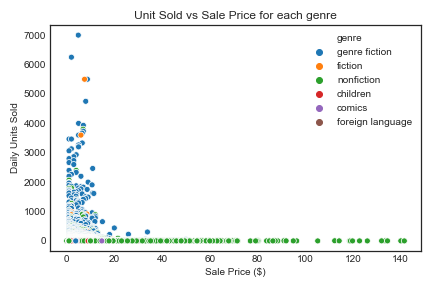 Unit Sold vs Sale Price for each genre
7000
6000
5000
4000
3000
2000
1000
0
Daily Units Sold
genre
genre fiction
fiction
nonfiction
children
comics
foreign language
0 20 40 60 80 100 120 140
Sale Price ($)